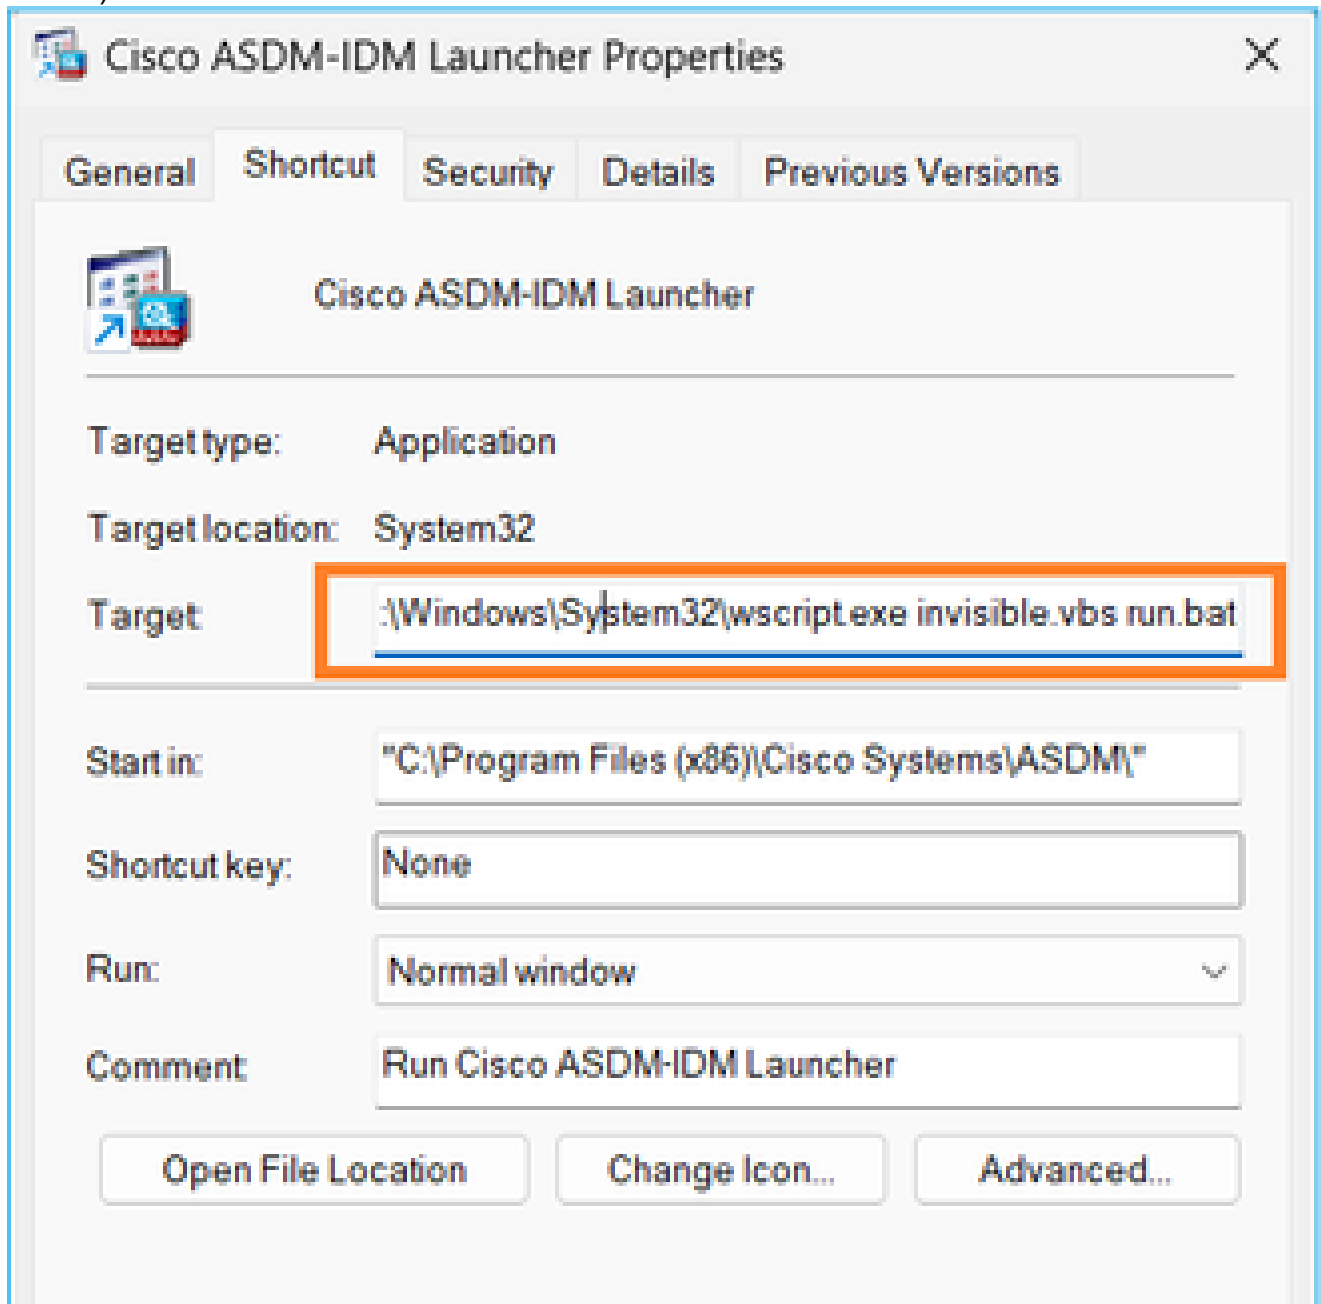 Cisco ASDM-IDM Launcher Properties
General Shortcut Security Details Previous Versions
Cisco ASDM-IDM Launcher
Target type: Application
Target location: System32
Target: :\Windows\System32\wscript.exe invisible.vbs run.bat
Start in: "C:\Program Files (x86)\Cisco Systems\ASDM\"
Shortcut key: None
Run: Normal window
Comment: Run Cisco ASDM-IDM Launcher
Open File Location Change Icon... Advanced...